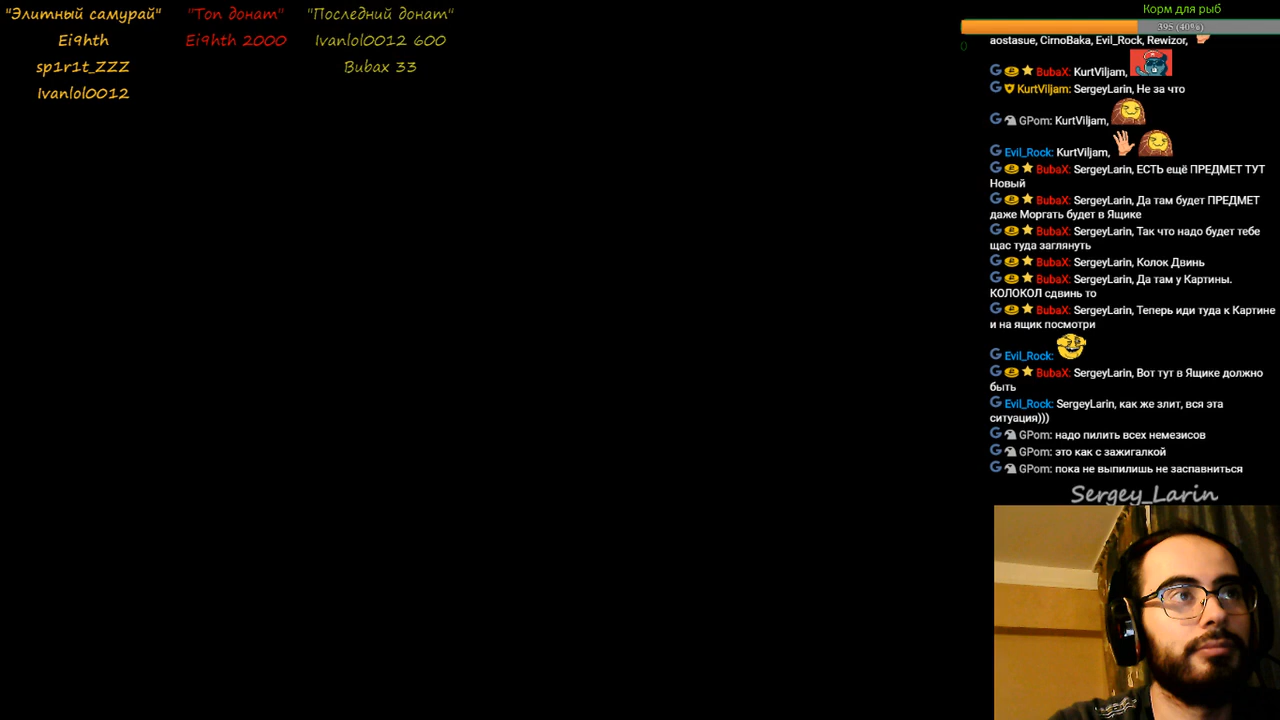 "Элитный самурай"
Ei9hth
sp1r1t_ZZZ
Ivanlol0012
"Топ донат"
Ei9hth 2000
"Последний донат"
Ivanlol0012 600
Bubax 33
Корм для рыб
395 (40%)
0
aostasue, CirnoBaka, Evil_Rock, Rewizor,
BubaX: KurtViljam,
KurtViljam: SergeyLarin, Не за что
GPom: KurtViljam,
Evil_Rock: KurtViljam,
BubaX: SergeyLarin, ЕСТЬ ещё ПРЕДМЕТ ТУТ
Новый
BubaX: SergeyLarin, Да там будет ПРЕДМЕТ
даже Моргать будет в Ящике
BubaX: SergeyLarin, Так что надо будет тебе
щас туда заглянуть
BubaX: SergeyLarin, Колок Двинь
BubaX: SergeyLarin, Да там у Картины.
КОЛОКОЛ сдвинь то
BubaX: SergeyLarin, Теперь иди туда к Картине
и на ящик посмотри
Evil_Rock:
BubaX: SergeyLarin, Вот тут в Ящике должно
быть
Evil_Rock: SergeyLarin, как же злит, вся эта
ситуация)))
GPom: надо пилить всех немезисов
GPom: это как с зажигалкой
GPom: пока не выпилишь не заспавниться
Sergey_Larin